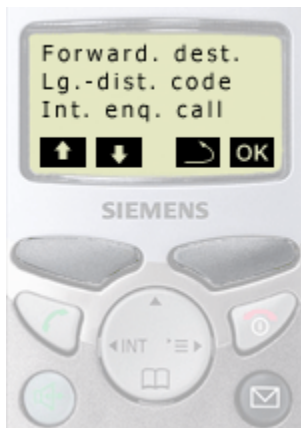 Forward. dest.
Lg.-dist. code
Int. enq. call
OK
SIEMENS
INT